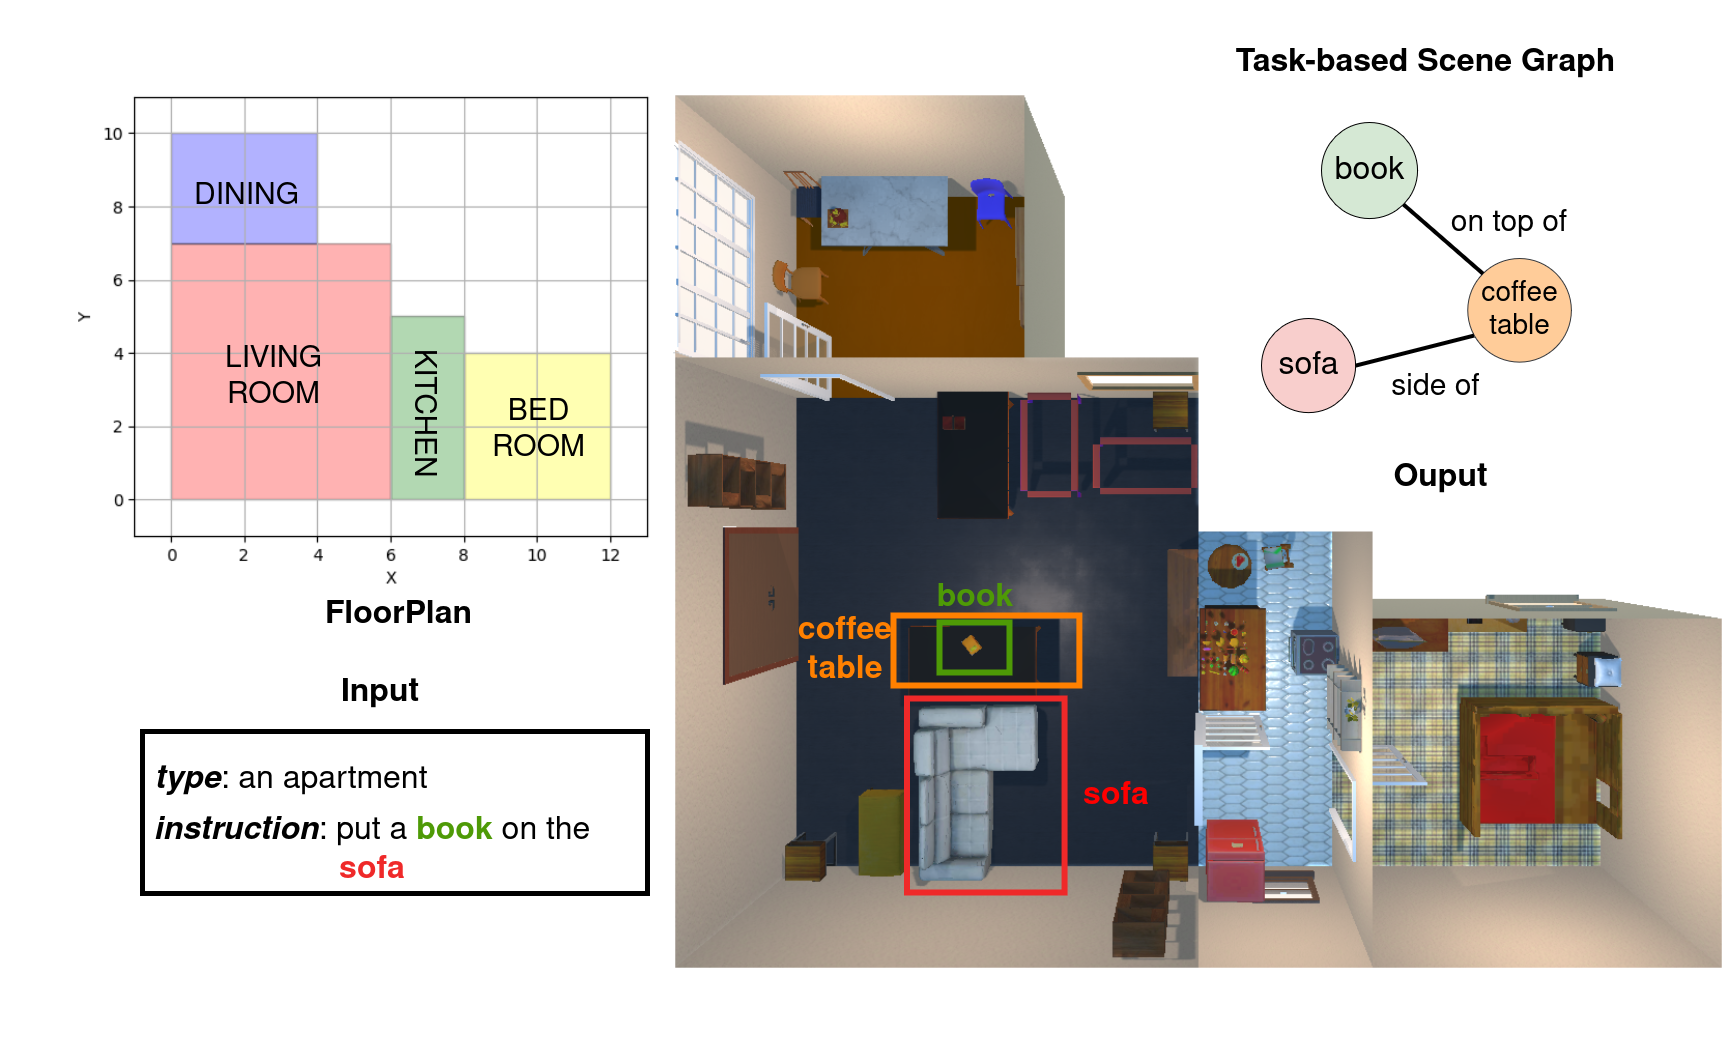 Task-based Scene Graph
10
8
6
4
2
0
Y
DINING
LIVING
ROOM
KITCHEN
BED
ROOM
0
2
4
6
8
10
12
X
FloorPlan
Input
type: an apartment
instruction: put a book on the
sofa
book
coffee
table
sofa
book
on top of
coffee
table
sofa
side of
Ouput